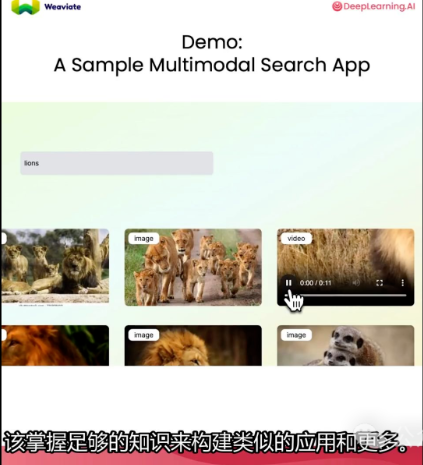 Weaviate
DeepLearning.AI
Demo:
A Sample Multimodal Search App
lions
image
video
0:00 / 0:11
image
image
该掌握足够的知识来构建类似的应用和更多。